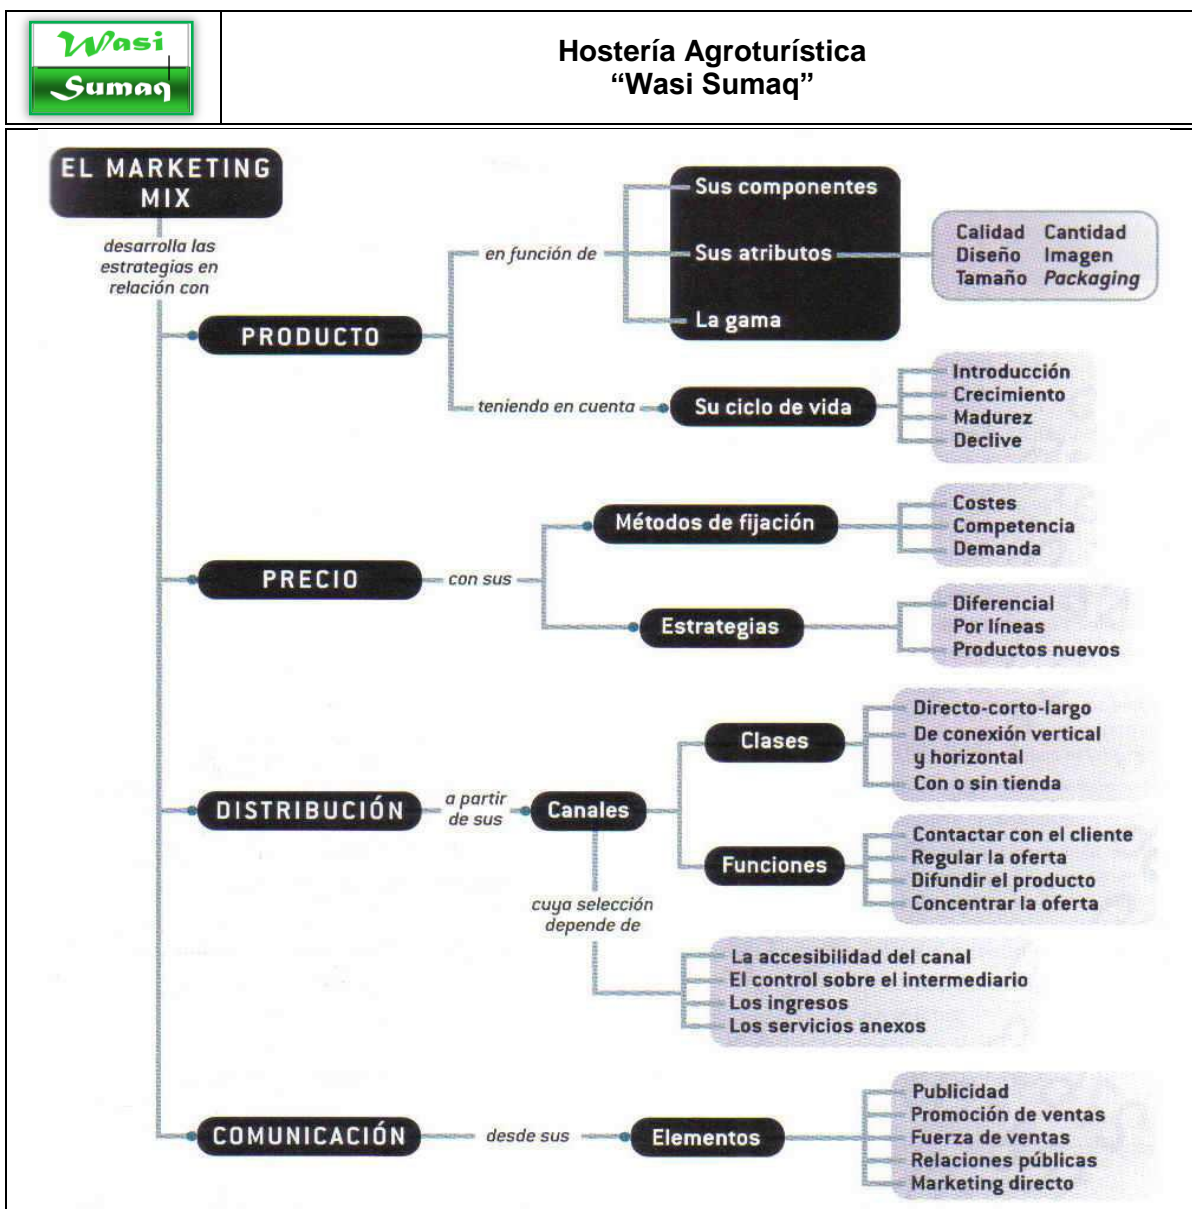 Wasi
Sumaq
Hostería Agroturística
“Wasi Sumaq”
EL MARKETING
MIX
desarrolla las
estrategias en
relación con
PRODUCTO
en función de
Sus componentes
Sus atributos
La gama
Calidad Cantidad
Diseño Imagen
Tamaño Packaging
teniendo en cuenta
Su ciclo de vida
Introducción
Crecimiento
Madurez
Declive
PRECIO
con sus
Métodos de fijación
Costes
Competencia
Demanda
Estrategias
Diferencial
Por líneas
Productos nuevos
DISTRIBUCIÓN
a partir
de sus
Canales
Clases
Directo-corto-largo
De conexión vertical
y horizontal
Con o sin tienda
Funciones
Contactar con el cliente
Regular la oferta
Difundir el producto
Concentrar la oferta
cuya selección
depende de
La accesibilidad del canal
El control sobre el intermediario
Los ingresos
Los servicios anexos
COMUNICACIÓN
desde sus
Elementos
Publicidad
Promoción de ventas
Fuerza de ventas
Relaciones públicas
Marketing directo